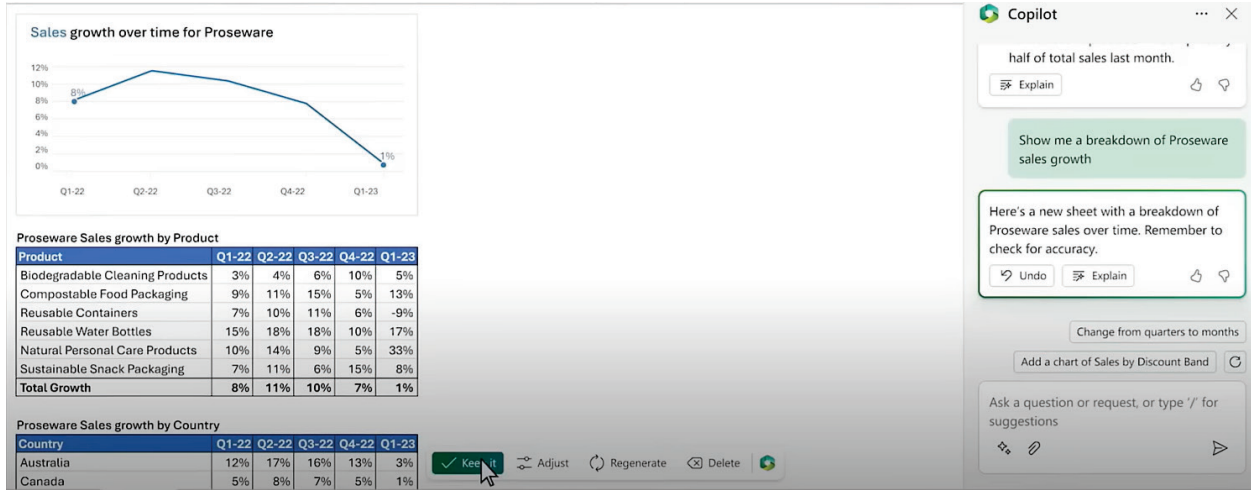 Sales growth over time for Proseware
12%
10%
8%
6%
4%
2%
0%
8%
1%
Q1-22 Q2-22 Q3-22 Q4-22 Q1-23
Proseware Sales growth by Product
Product Q1-22 Q2-22 Q3-22 Q4-22 Q1-23
Biodegradable Cleaning Products 3% 4% 6% 10% 5%
Compostable Food Packaging 9% 11% 15% 5% 13%
Reusable Containers 7% 10% 11% 6% -9%
Reusable Water Bottles 15% 18% 18% 10% 17%
Natural Personal Care Products 10% 14% 9% 5% 33%
Sustainable Snack Packaging 7% 11% 6% 15% 8%
Total Growth 8% 11% 10% 7% 1%
Proseware Sales growth by Country
Country Q1-22 Q2-22 Q3-22 Q4-22 Q1-23
Australia 12% 17% 16% 13% 3%
Canada 5% 8% 7% 5% 1%
Keep it Adjust Regenerate Delete
Copilot
half of total sales last month.
Explain
Show me a breakdown of Proseware
sales growth
Here's a new sheet with a breakdown of
Proseware sales over time. Remember to
check for accuracy.
Undo Explain
Change from quarters to months
Add a chart of Sales by Discount Band
Ask a question or request, or type '/' for
suggestions